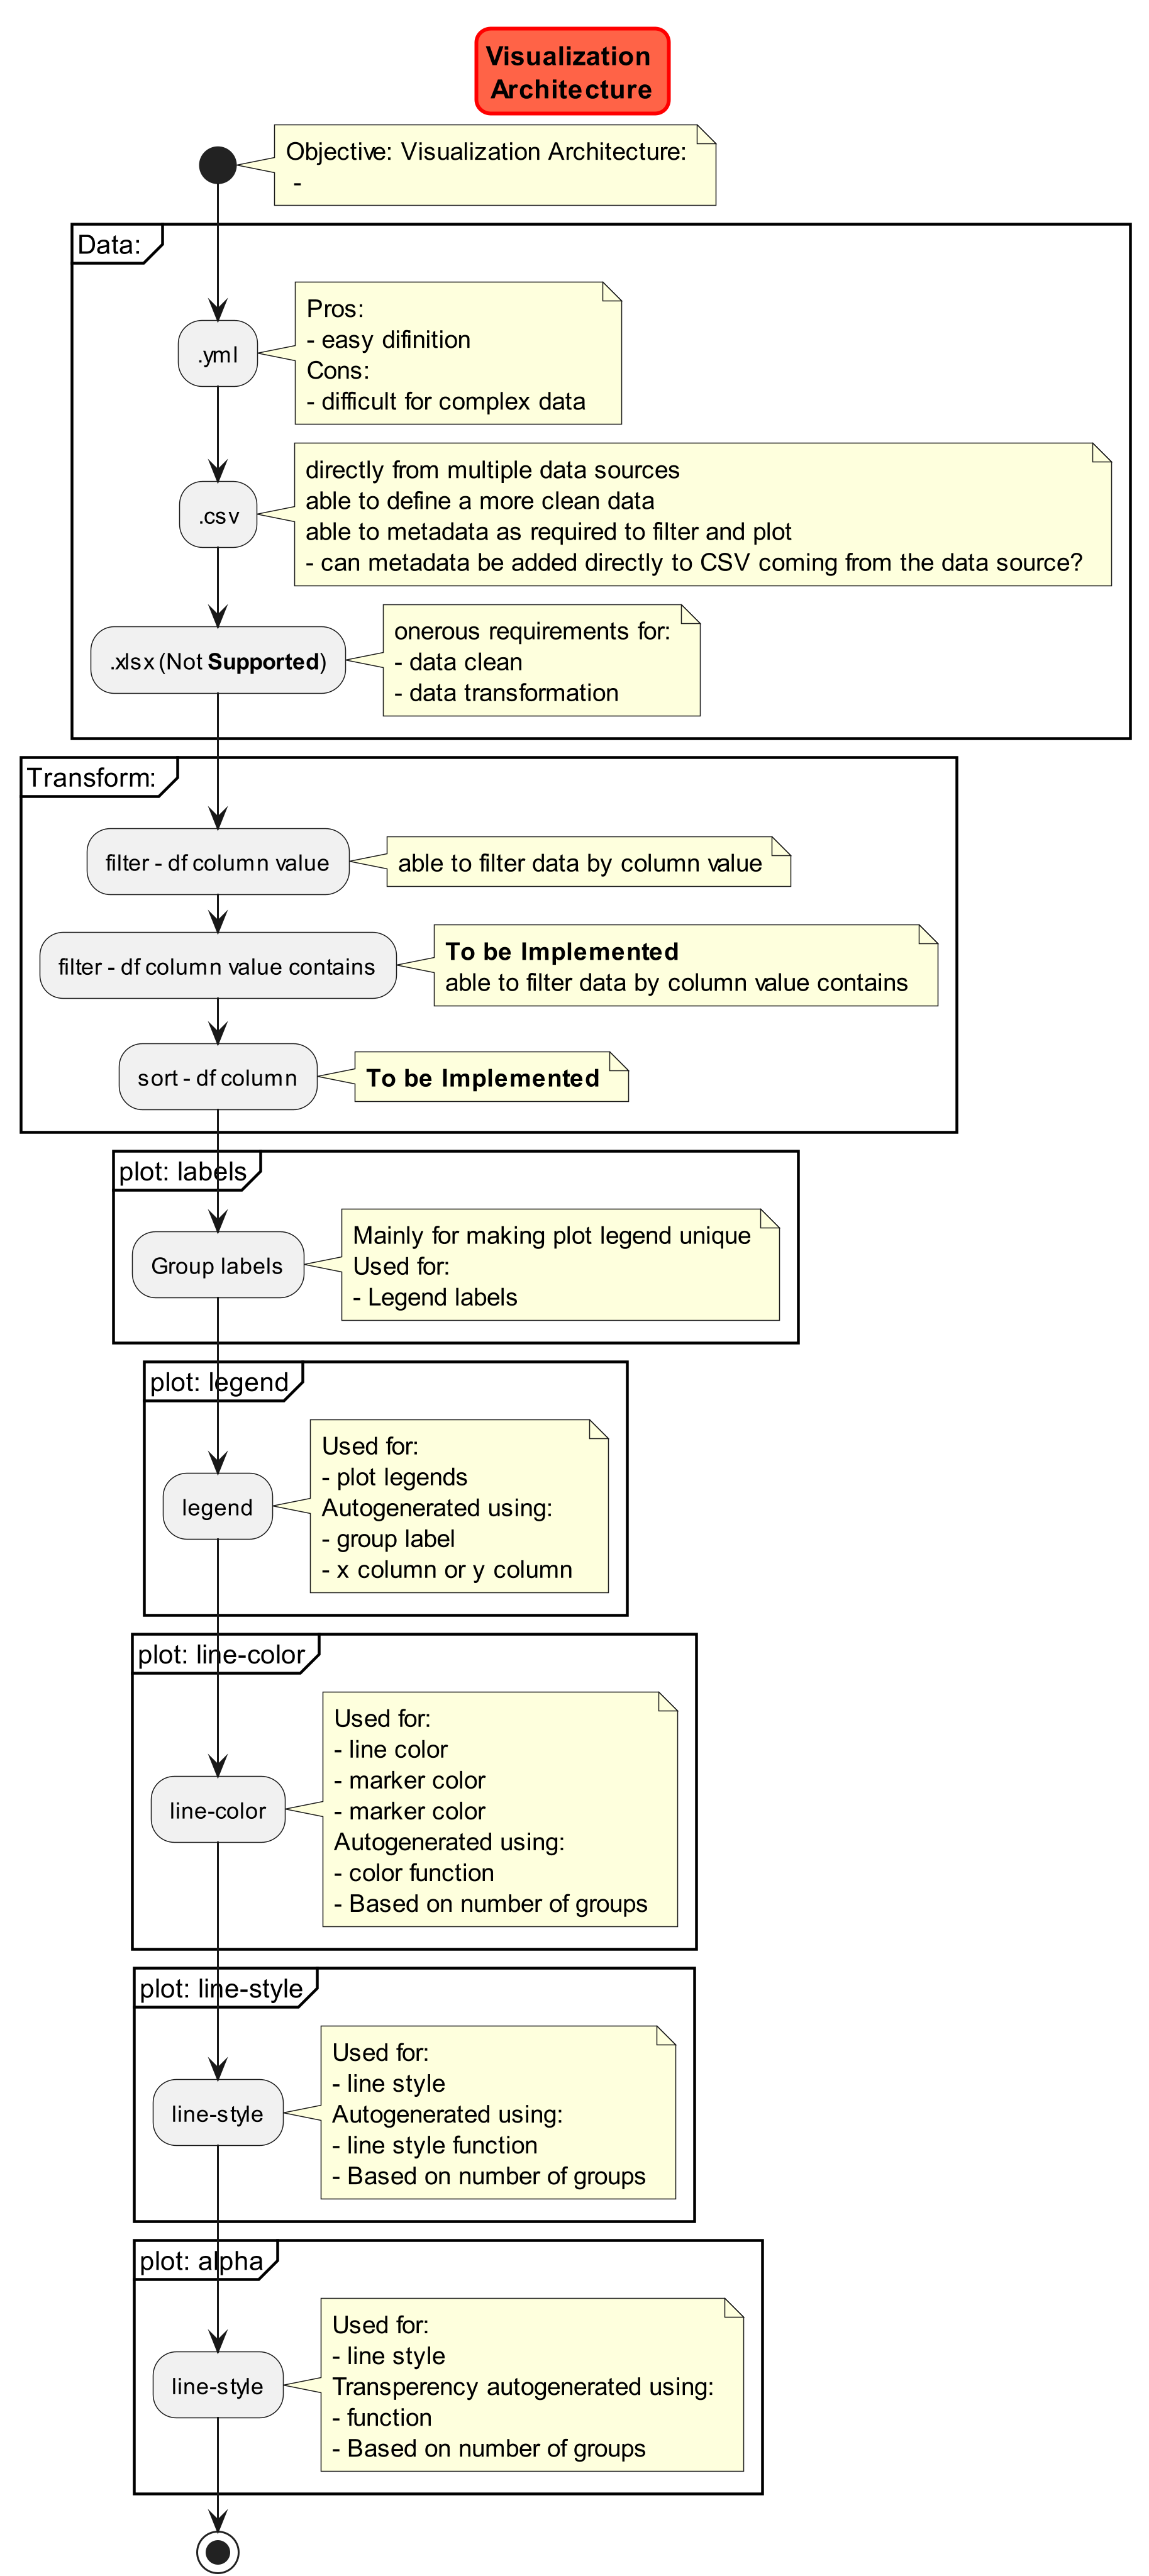 Visualization
Architecture
Objective: Visualization Architecture:
-
Data:
.yml
Pros:
- easy difinition
Cons:
- difficult for complex data
.csv
directly from multiple data sources
able to define a more clean data
able to metadata as required to filter and plot
- can metadata be added directly to CSV coming from the data source?
.xlsx (Not Supported)
onerous requirements for:
- data clean
- data transformation
Transform:
filter - df column value
able to filter data by column value
filter - df column value contains
To be Implemented
able to filter data by column value contains
sort - df column
To be Implemented
plot: labels
Group labels
Mainly for making plot legend unique
Used for:
- Legend labels
plot: legend
legend
Used for:
- plot legends
Autogenerated using:
- group label
- x column or y column
plot: line-color
line-color
Used for:
- line color
- marker color
- marker color
Autogenerated using:
- color function
- Based on number of groups
plot: line-style
line-style
Used for:
- line style
Autogenerated using:
- line style function
- Based on number of groups
plot: alpha
line-style
Used for:
- line style
Transperency autogenerated using:
- function
- Based on number of groups